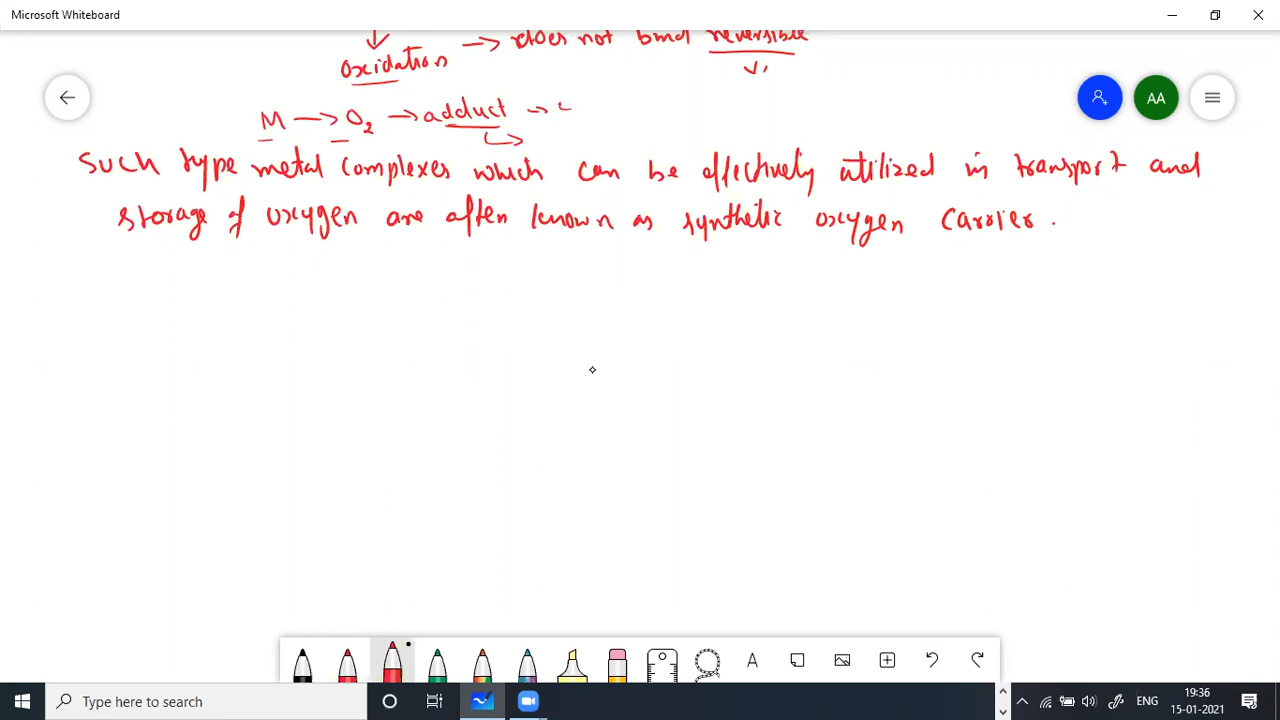 Microsoft Whiteboard
oxidation → does not bind reversible
M → O2 → adduct →
AA
Such type metal complexes which can be effectively utilized in transport and
storage of oxygen are often known as synthetic oxygen carrier.
A
Type here to search
ENG
19:36
15-01-2021